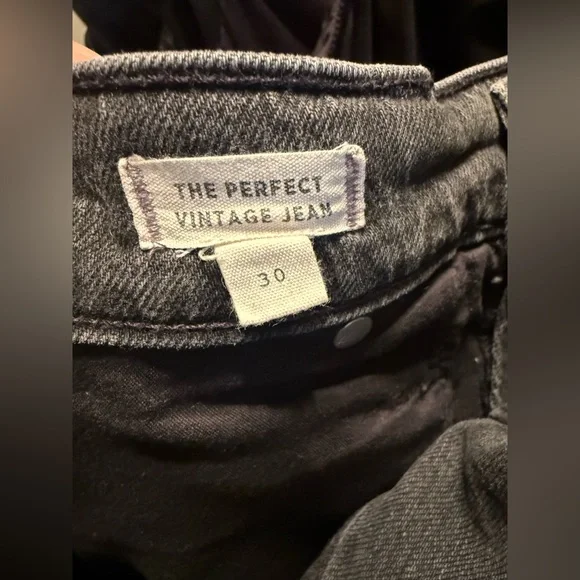 THE PERFECT
VINTAGE JEAN
30